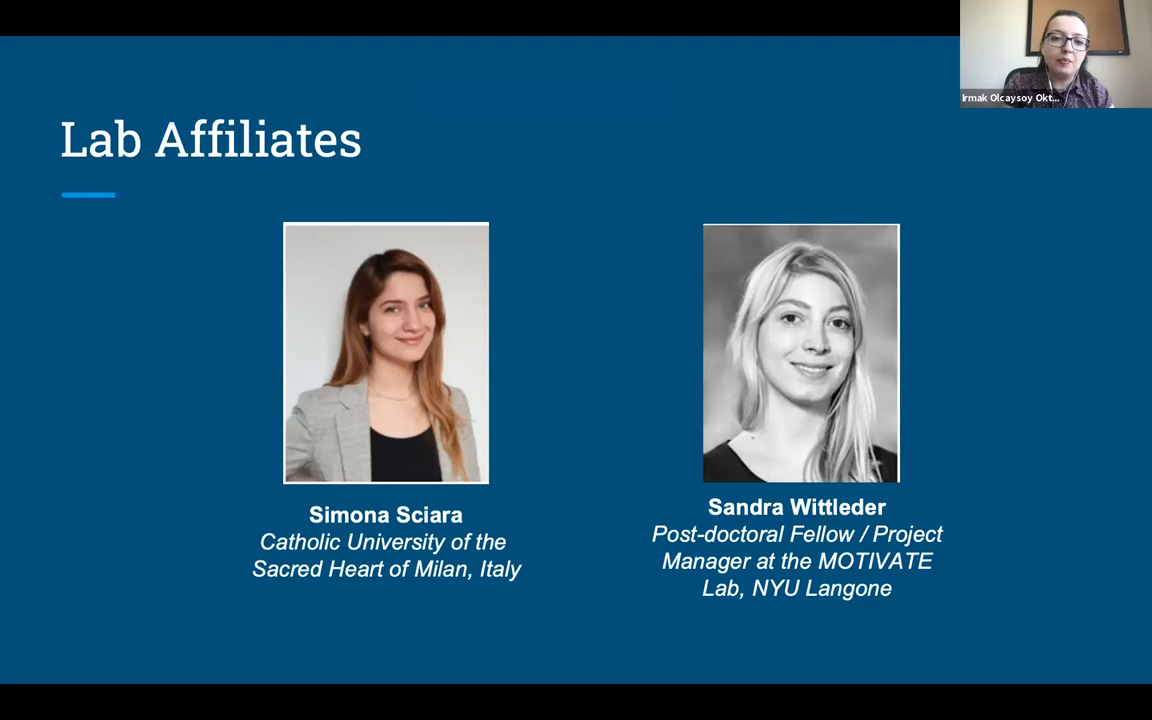 Irmak Olcaysoy Okt...
Lab Affiliates
Simona Sciara
Catholic University of the
Sacred Heart of Milan, Italy
Sandra Wittleder
Post-doctoral Fellow / Project
Manager at the MOTIVATE
Lab, NYU Langone